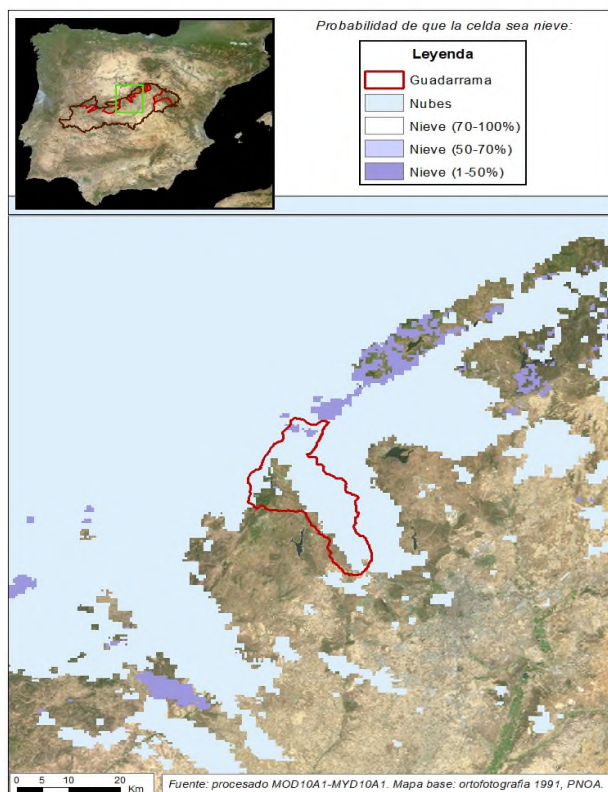 Probabilidad de que la celda sea nieve:
Leyenda
Guadarrama
Nubes
Nieve (70-100%)
Nieve (50-70%)
Nieve (1-50%)
0 5 10 20
Km
Fuente: procesado MOD10A1-MYD10A1. Mapa base: ortofotografía 1991, PNOA.